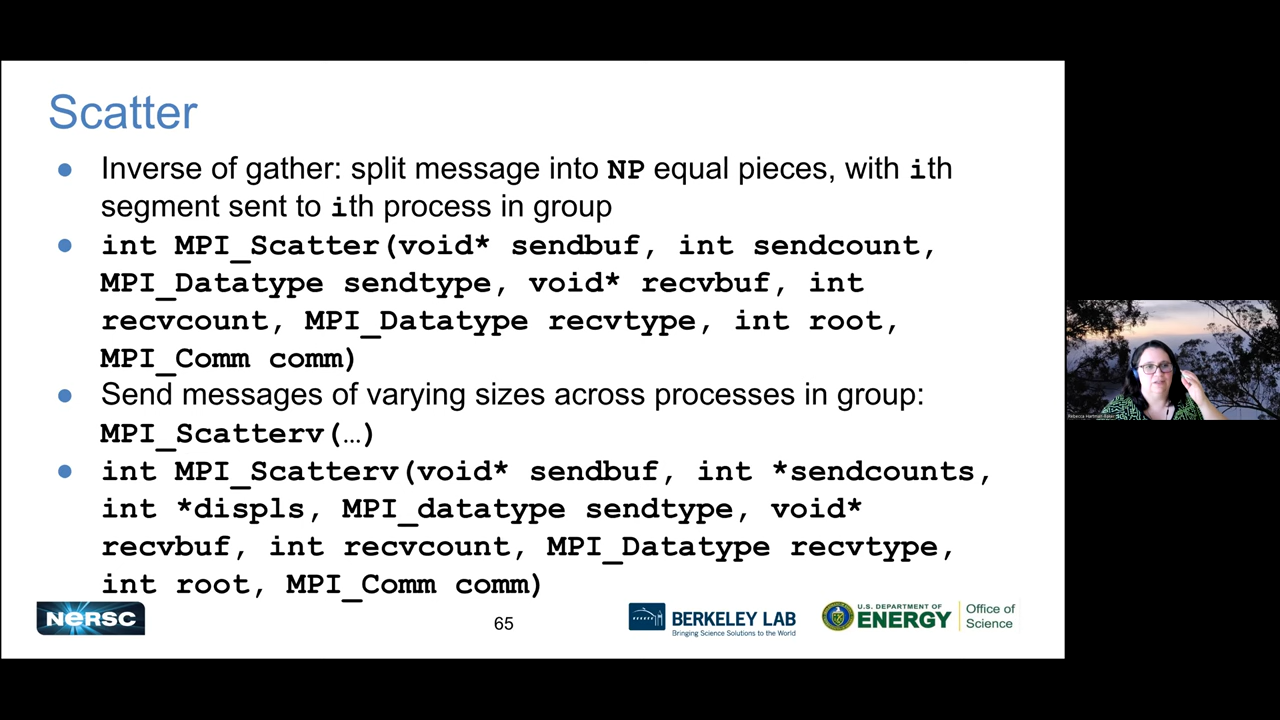 Scatter
● Inverse of gather: split message into NP equal pieces, with ith
segment sent to ith process in group
● int MPI_Scatter(void* sendbuf, int sendcount,
MPI_Datatype sendtype, void* recvbuf, int
recvcount, MPI_Datatype recvtype, int root,
MPI_Comm comm)
● Send messages of varying sizes across processes in group:
MPI_Scatterv(…)
● int MPI_Scatterv(void* sendbuf, int *sendcounts,
int *displs, MPI_datatype sendtype, void*
recvbuf, int recvcount, MPI_Datatype recvtype,
int root, MPI_Comm comm)
NERSC
65
BERKELEY LAB
Bringing Science Solutions to the World
U.S. DEPARTMENT OF
ENERGY
Office of
Science
Rebecca Hartman-Baker